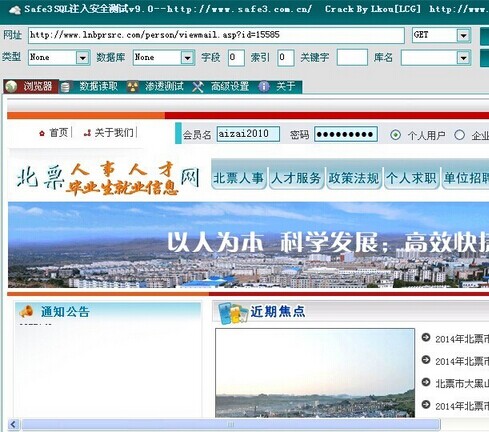 Safe3SQL注入安全测试v9.0--http://www.safe3.com.cn/ Crack By Lkou[LCG] http://www.
网址 http://www.lnbprsrc.com/person/viewmail.asp?id=15585 GET
类型 None 数据库 None 字段 0 索引 0 关键字 库名
浏览器 数据读取 渗透测试 高级设置 关于
首页 关于我们 会员名 aizai2010 密码 ●●●●●●●●● 个人用户 企业
北票人事人才毕业生就业信息网
北票人事 人才服务 政策法规 个人求职 单位招聘
以人为本 科学发展；高效快捷
通知公告 近期焦点
2014年北票市
2014年北票市
北票市大黑山
2014年北票市